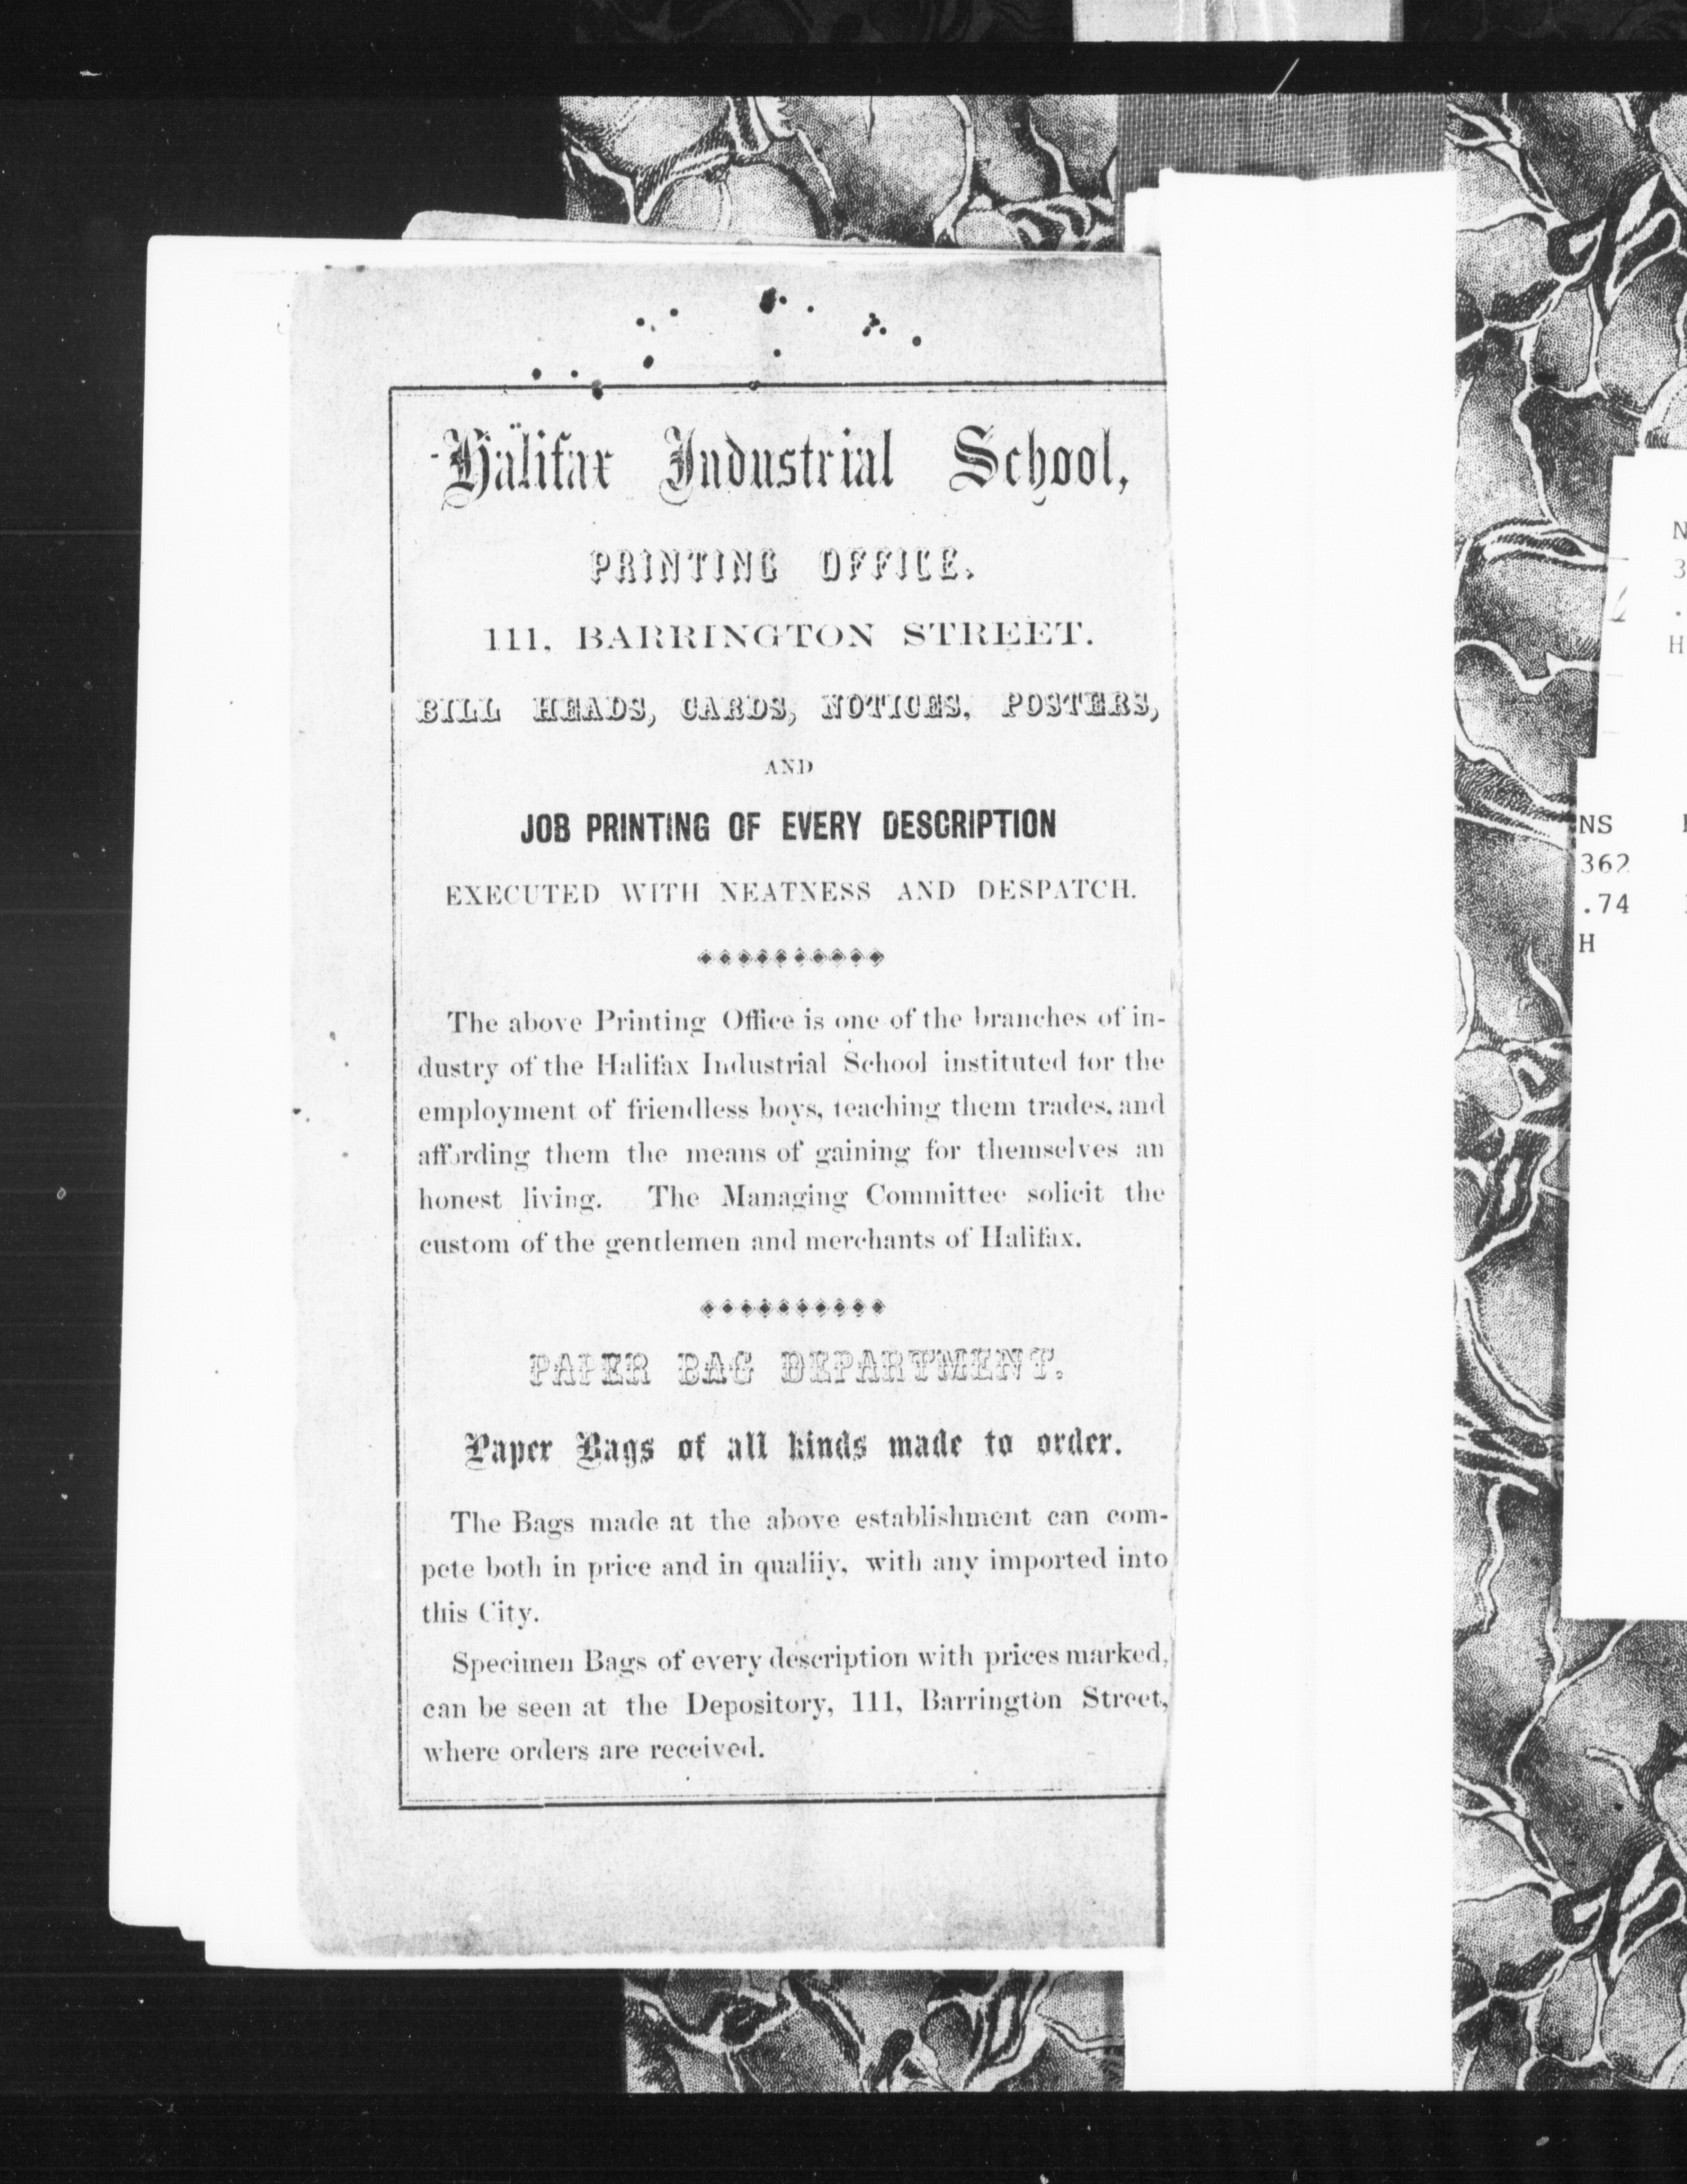 Halifax Industrial School,
PRINTING OFFICE.
111, BARRINGTON STREET.
BILL HEADS, CARDS, NOTICES, POSTERS,
AND
JOB PRINTING OF EVERY DESCRIPTION
EXECUTED WITH NEATNESS AND DESPATCH.
The above Printing Office is one of the branches of in-
dustry of the Halifax Industrial School instituted for the
employment of friendless boys, teaching them trades, and
affording them the means of gaining for themselves an
honest living. The Managing Committee solicit the
custom of the gentlemen and merchants of Halifax.
PAPER BAG DEPARTMENT.
Paper Bags of all kinds made to order.
The Bags made at the above establishment can com-
pete both in price and in qualiiy, with any imported into
this City.
Specimen Bags of every description with prices marked,
can be seen at the Depository, 111, Barrington Street,
where orders are received.
N
3
.
H
NS
362
.74
H